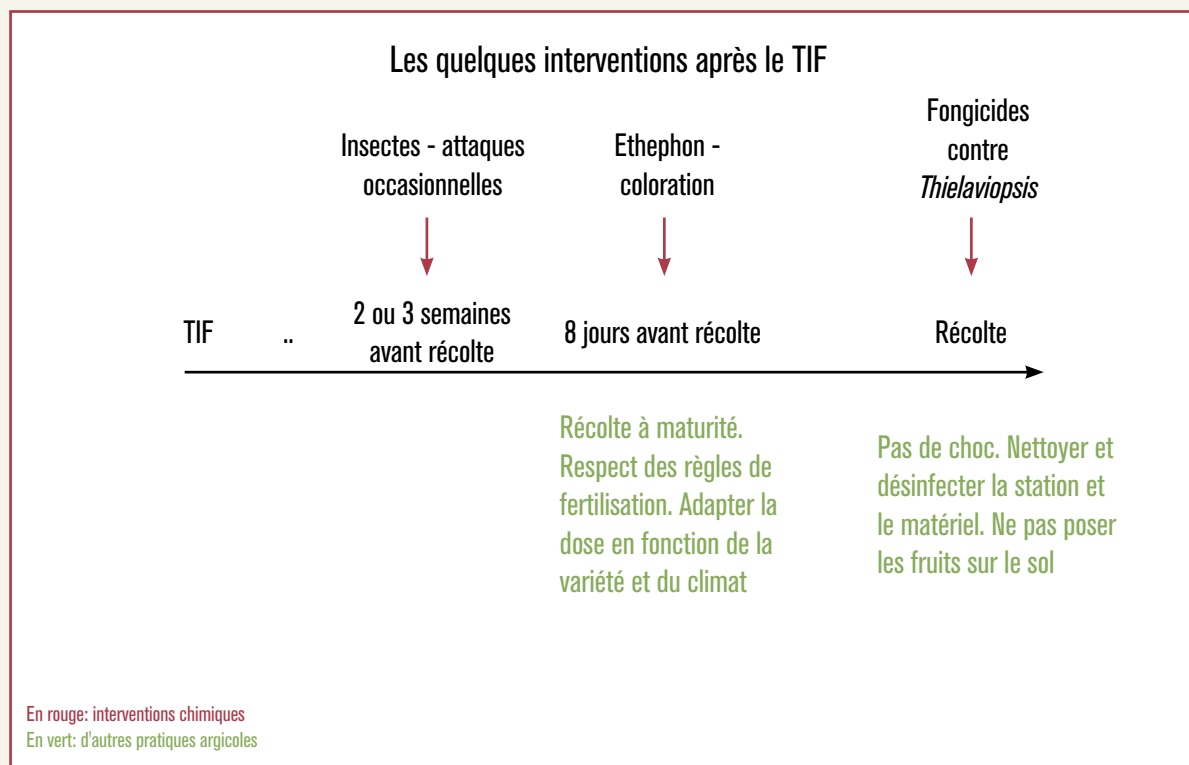 Les quelques interventions après le TIF
Insectes - attaques
occasionnelles
Ethephon -
coloration
Fongicides
contre
Thielaviopsis
TIF
..
2 ou 3 semaines
avant récolte
8 jours avant récolte
Récolte
Récolte à maturité.
Respect des règles de
fertilisation. Adapter la
dose en fonction de la
variété et du climat
Pas de choc. Nettoyer et
désinfecter la station et
le matériel. Ne pas poser
les fruits sur le sol
En rouge: interventions chimiques
En vert: d'autres pratiques argicoles